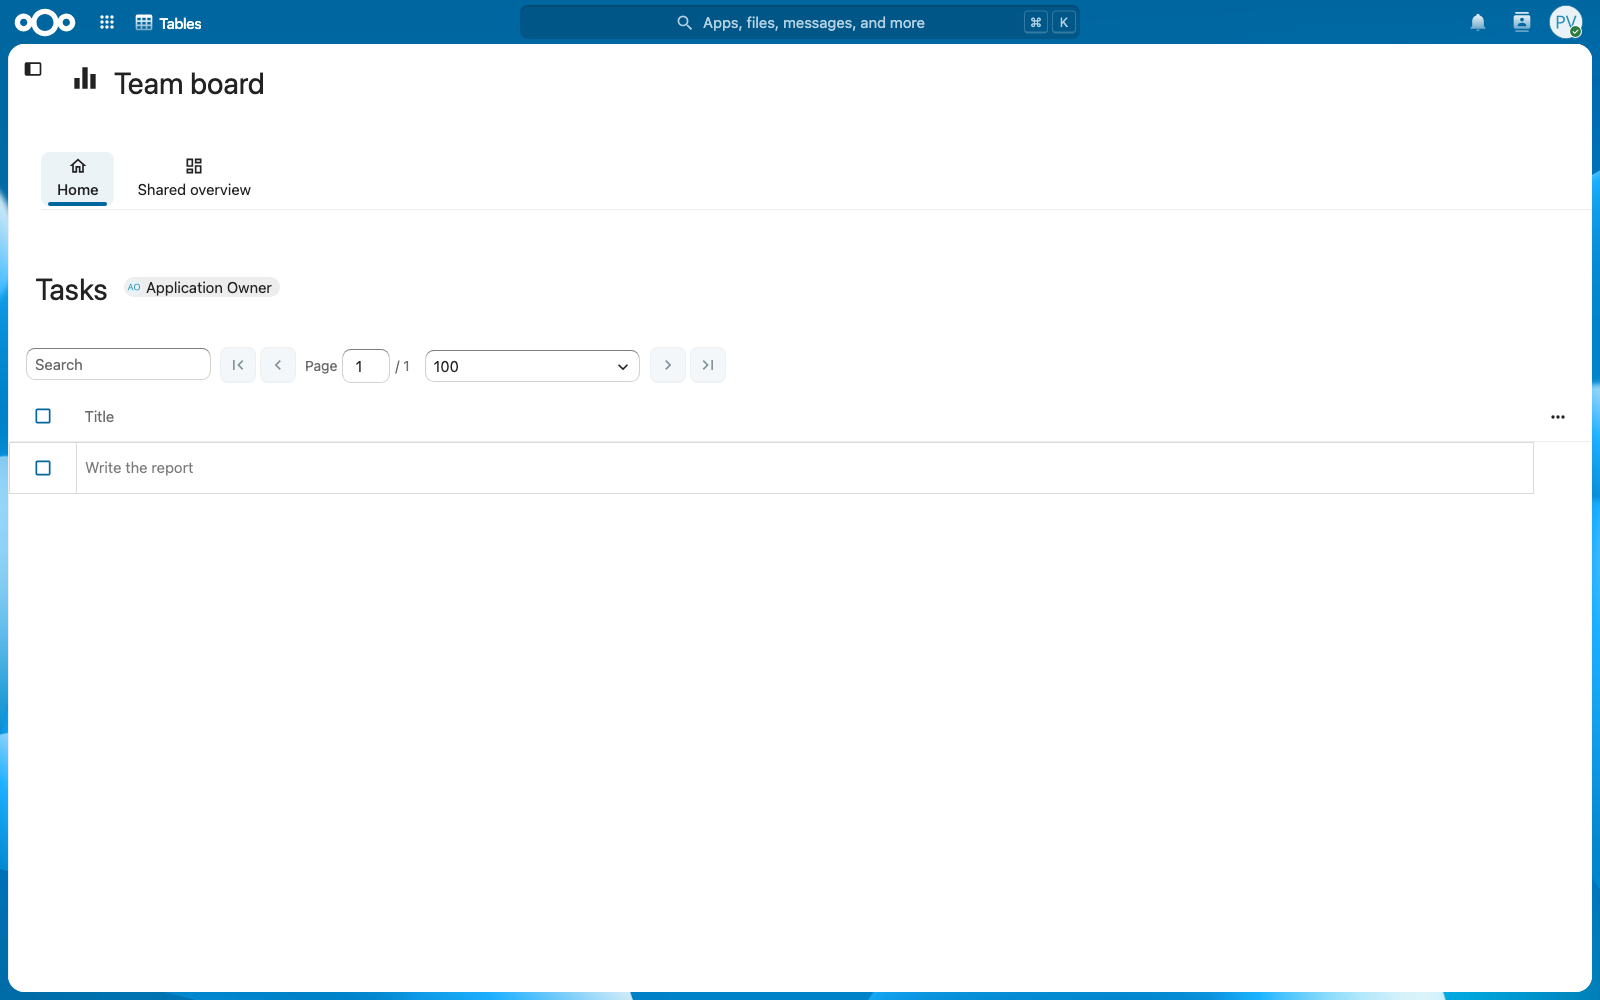 Tables
Apps, files, messages, and more
⌘ K
PV
Team board
Home
Shared overview
Tasks
AO Application Owner
Search
Page 1 / 1
100
Title
Write the report